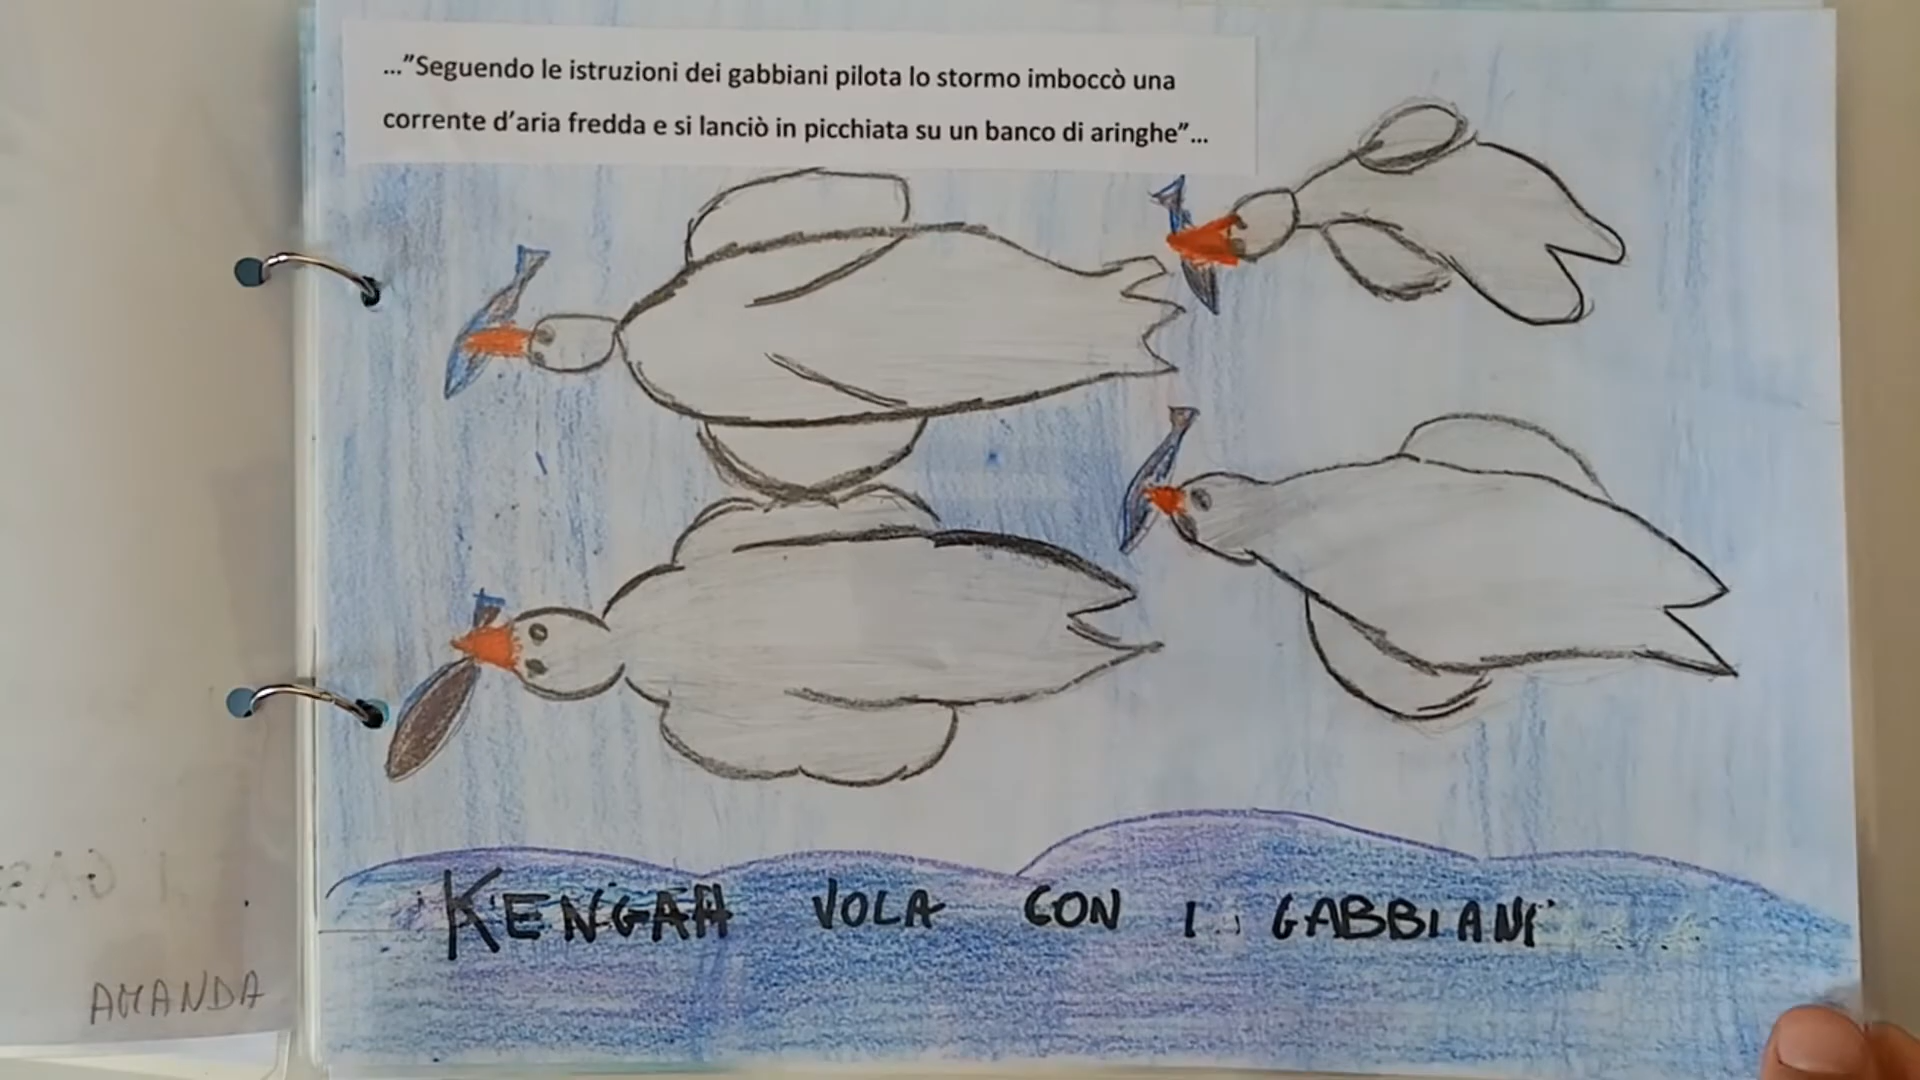 ..."Seguendo le istruzioni dei gabbiani pilota lo stormo imboccò una
corrente d'aria fredda e si lanciò in picchiata su un banco di aringhe"...
KENGAH VOLA CON I GABBIANI
AMANDA